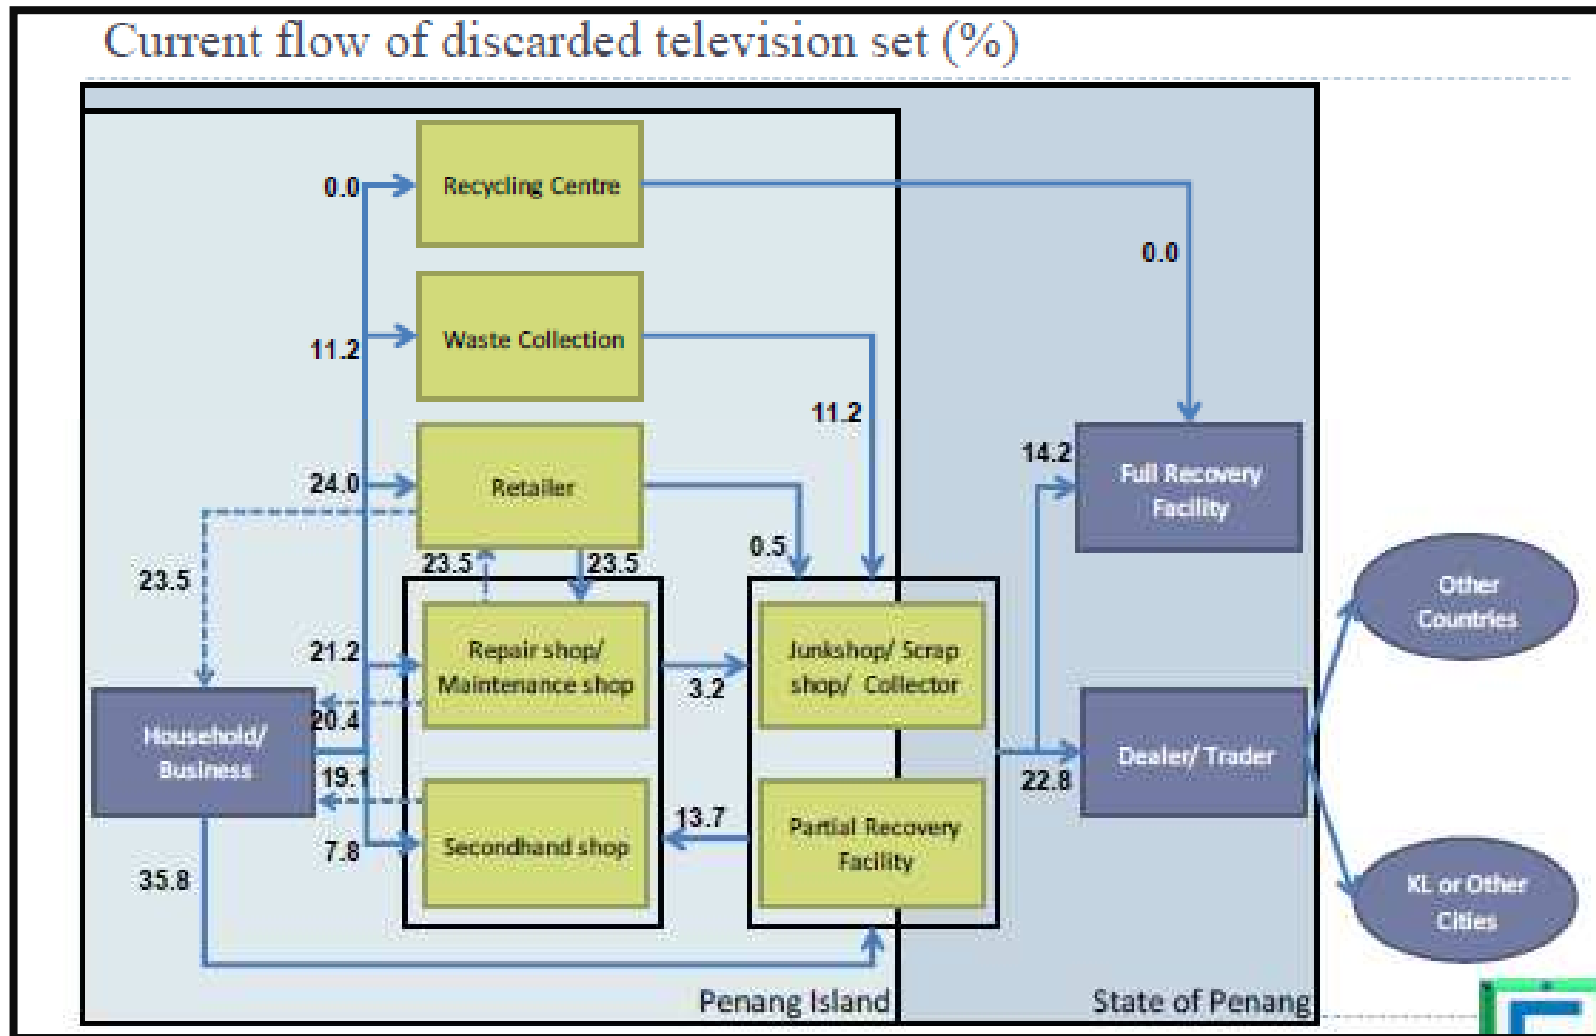 Current flow of discarded television set (%)
0.0
Recycling Centre
0.0
11.2
Waste Collection
11.2
24.0
Retailer
14.2
Full Recovery
Facility
23.5
23.5
23.5
0.5
Other
Countries
21.2
Repair shop/
Maintenance shop
3.2
Junkshop/ Scrap
shop/ Collector
20.4
Household/
Business
19.1
22.8
Dealer/ Trader
7.8
Secondhand shop
13.7
Partial Recovery
Facility
35.8
KL or Other
Cities
Penang Island
State of Penang